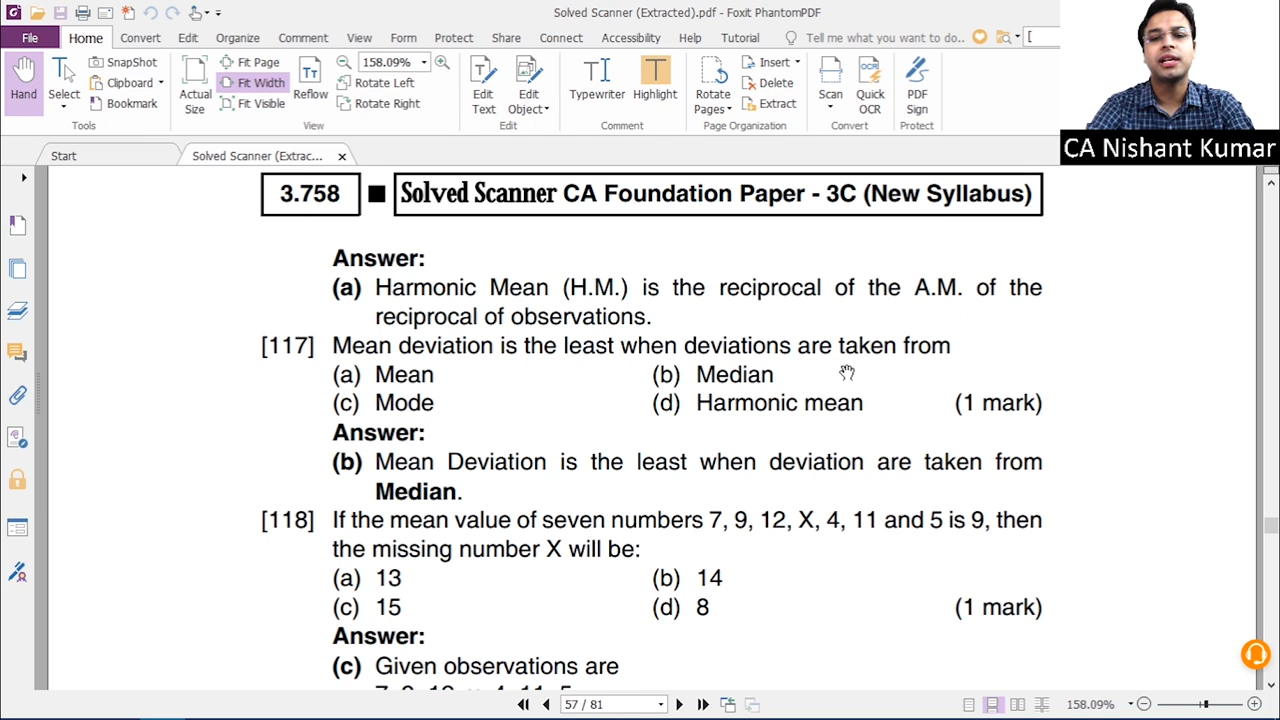 Solved Scanner (Extracted).pdf - Foxit PhantomPDF
File Home Convert Edit Organize Comment View Form Protect Share Connect Accessibility Help Tutorial Tell me what you want to do.. [
Hand Select SnapShot Clipboard Bookmark Actual Size Fit Page Fit Width Fit Visible Reflow 158.09% Rotate Left Rotate Right Edit Text Edit Object Typewriter Highlight Rotate Pages Insert Delete Extract Scan Quick OCR PDF Sign
Tools View Edit Comment Page Organization Convert Protect
CA Nishant Kumar
Start Solved Scanner (Extrac... x
3.758 ■ Solved Scanner CA Foundation Paper - 3C (New Syllabus)
Answer:
(a) Harmonic Mean (H.M.) is the reciprocal of the A.M. of the
reciprocal of observations.
[117] Mean deviation is the least when deviations are taken from
(a) Mean (b) Median
(c) Mode (d) Harmonic mean (1 mark)
Answer:
(b) Mean Deviation is the least when deviation are taken from
Median.
[118] If the mean value of seven numbers 7, 9, 12, X, 4, 11 and 5 is 9, then
the missing number X will be:
(a) 13 (b) 14
(c) 15 (d) 8 (1 mark)
Answer:
(c) Given observations are
57 / 81 158.09%